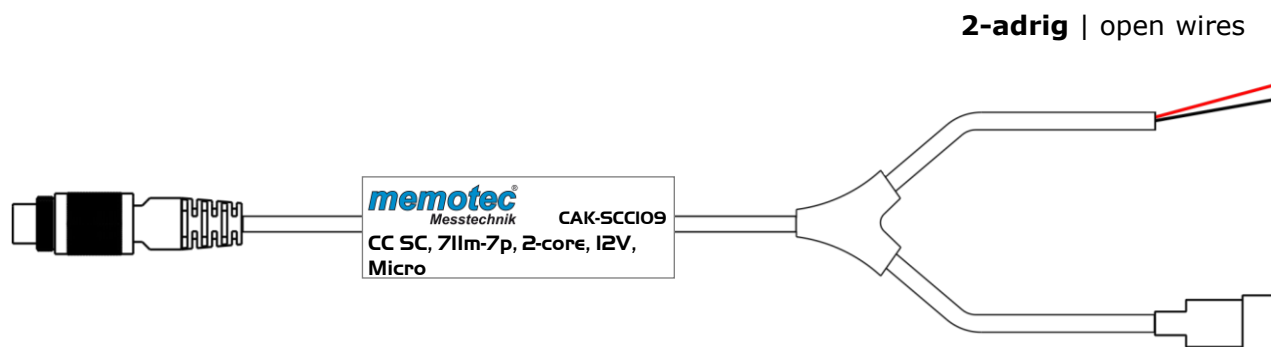 2-adrig | open wires
memotec®
Messtechnik CAK-SCC109
CC SC, 711m-7p, 2-core, 12V,
Micro